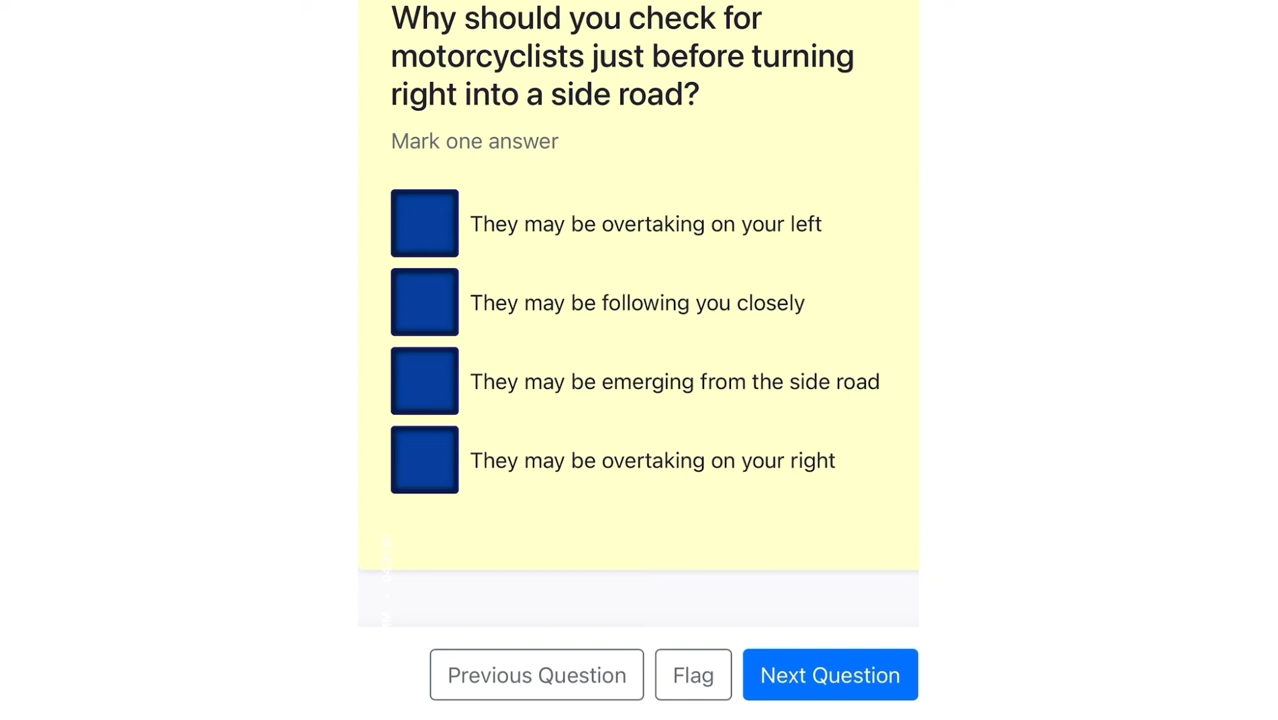 Why should you check for
motorcyclists just before turning
right into a side road?
Mark one answer
They may be overtaking on your left
They may be following you closely
They may be emerging from the side road
They may be overtaking on your right
Previous Question
Flag
Next Question